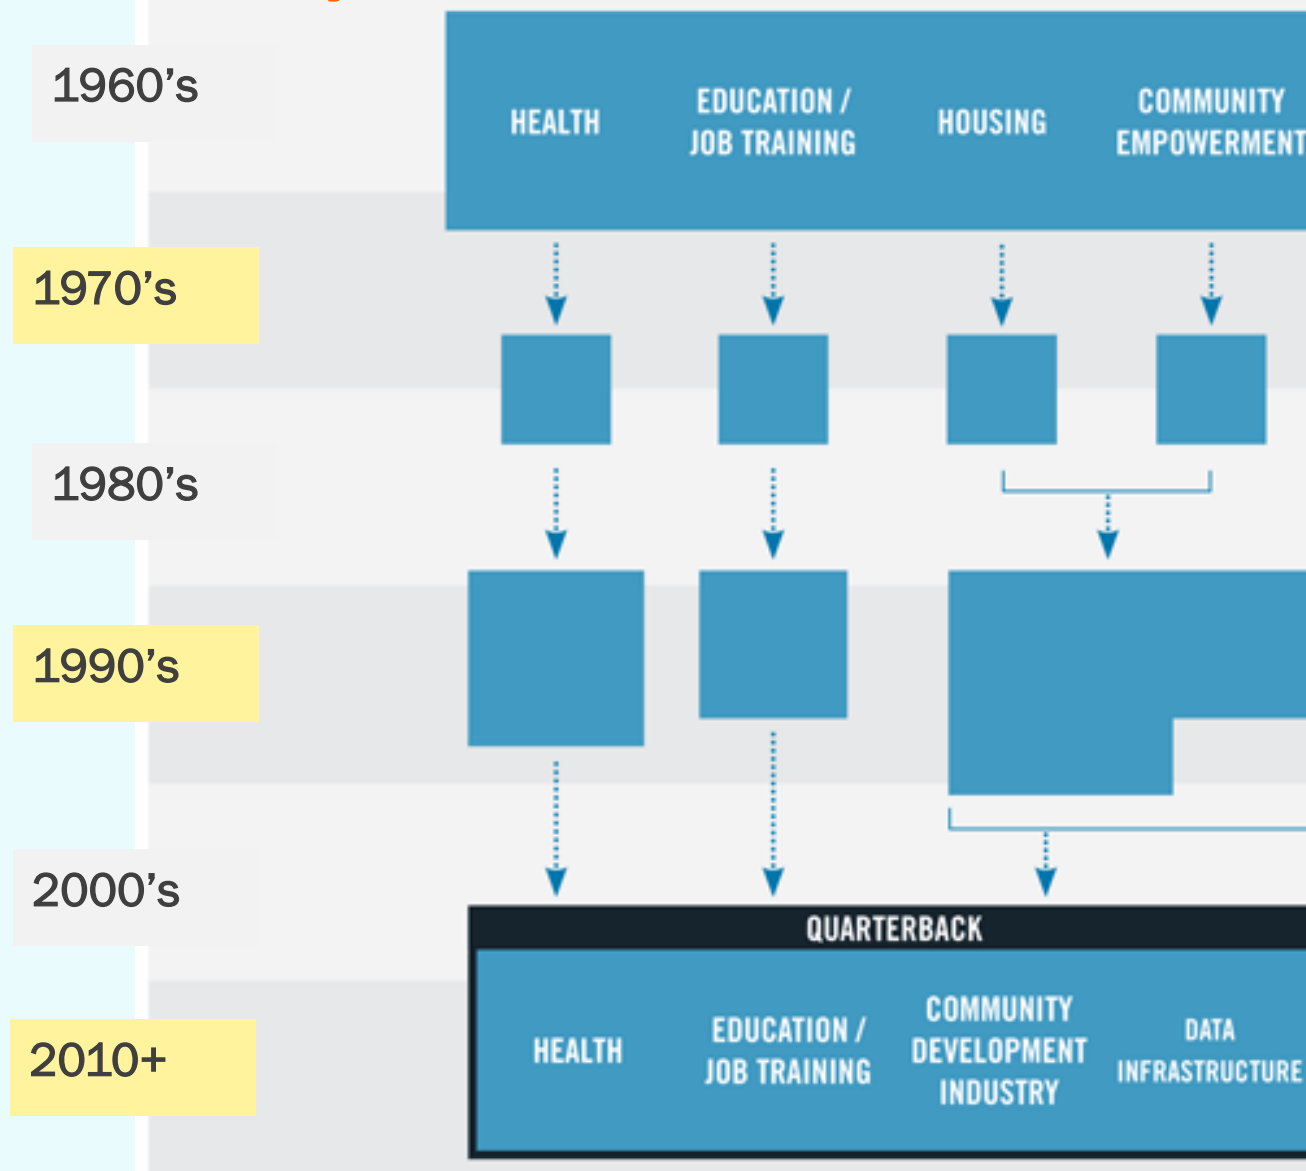 1960's
HEALTH
EDUCATION /
JOB TRAINING
HOUSING
COMMUNITY
EMPOWERMENT
1970's
1980's
1990's
2000's
QUARTERBACK
2010+
HEALTH
EDUCATION /
JOB TRAINING
COMMUNITY
DEVELOPMENT
INDUSTRY
DATA
INFRASTRUCTURE